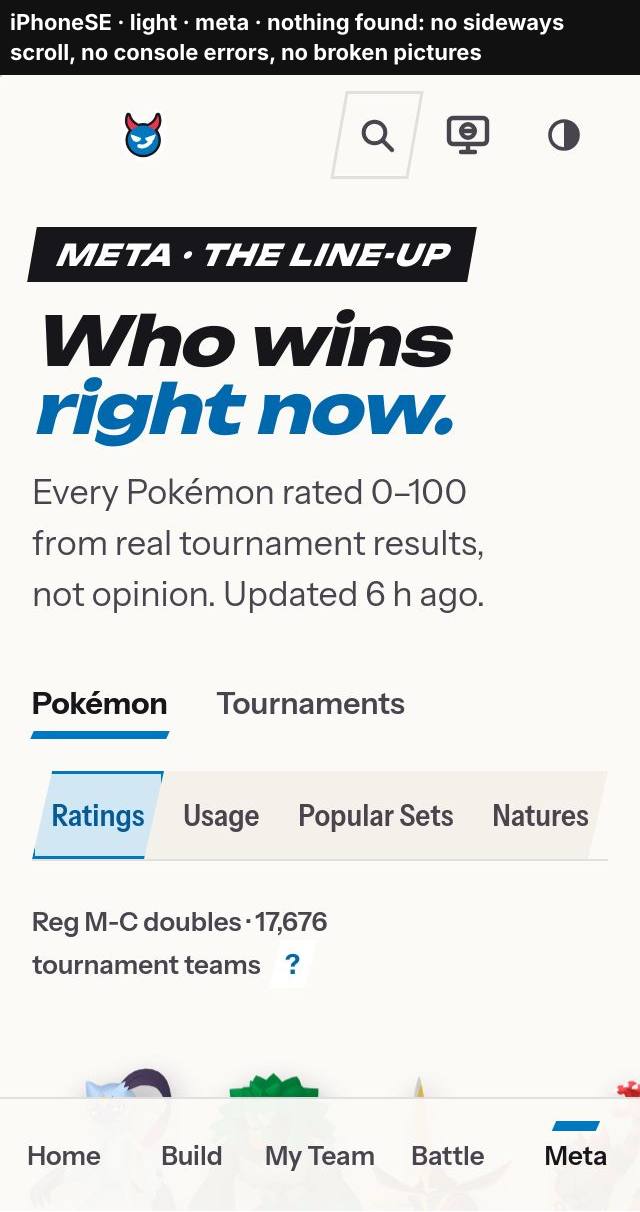 iPhoneSE · light · meta · nothing found: no sideways
scroll, no console errors, no broken pictures
META · THE LINE-UP
Who wins
right now.
Every Pokémon rated 0–100
from real tournament results,
not opinion. Updated 6 h ago.
Pokémon Tournaments
Ratings Usage Popular Sets Natures
Reg M-C doubles · 17,676
tournament teams ?
Home Build My Team Battle Meta